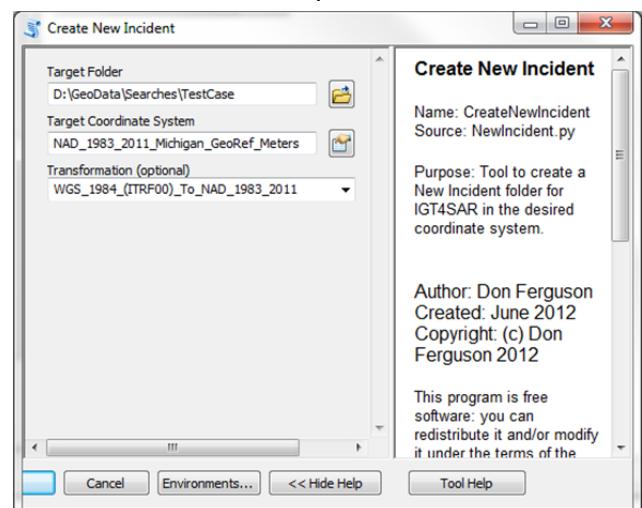 Create New Incident
Target Folder
D:\GeoData\Searches\TestCase
Target Coordinate System
NAD_1983_2011_Michigan_GeoRef_Meters
Transformation (optional)
WGS_1984_(ITRF00)_To_NAD_1983_2011
Create New Incident
Name: CreateNewIncident
Source: NewIncident.py
Purpose: Tool to create a
New Incident folder for
IGT4SAR in the desired
coordinate system.
Author: Don Ferguson
Created: June 2012
Copyright: (c) Don
Ferguson 2012
This program is free
software: you can
redistribute it and/or modify
it under the terms of the
Cancel
Environments...
<< Hide Help
Tool Help